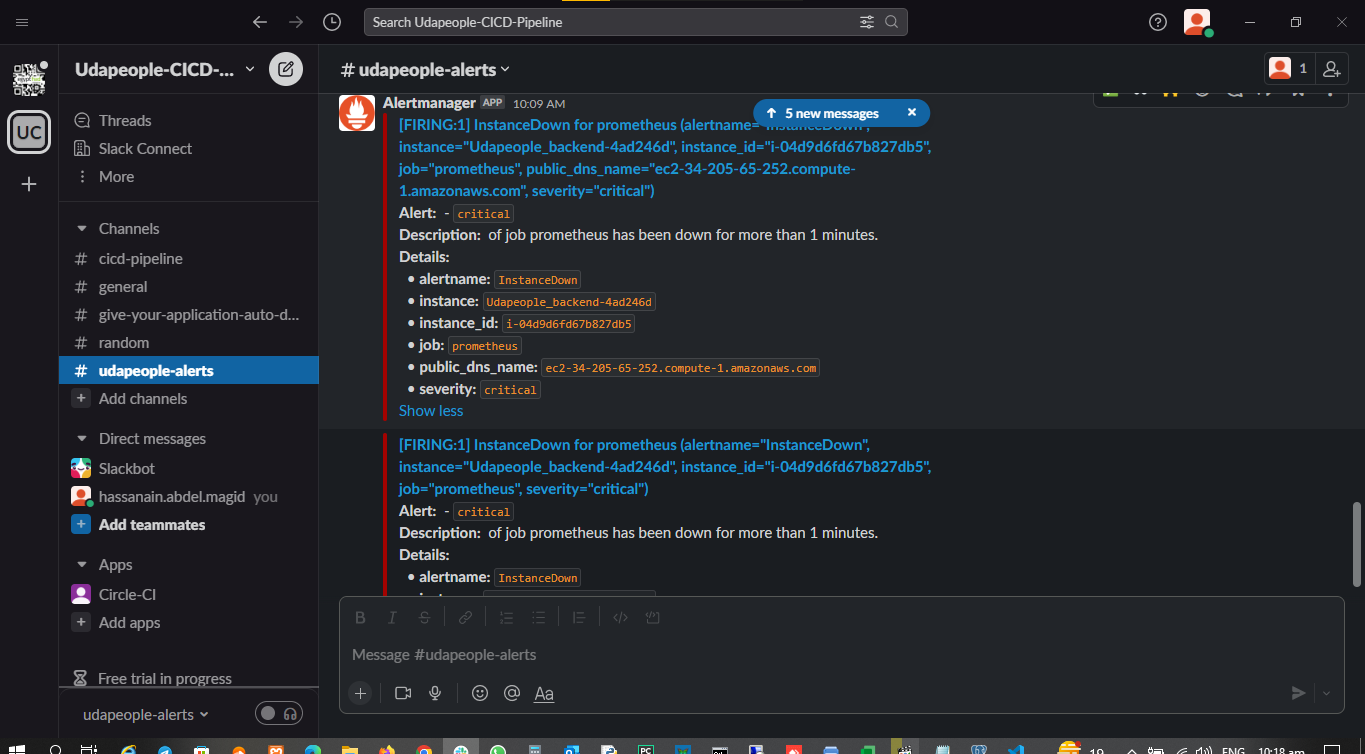 Search Udapeople-CICD-Pipeline
Udapeople-CICD-...
# udapeople-alerts
1
UC
Threads
Slack Connect
More
Channels
# cicd-pipeline
# general
# give-your-application-auto-d...
# random
# udapeople-alerts
+ Add channels
Direct messages
Slackbot
hassanain.abdel.magid you
+ Add teammates
Apps
Circle-CI
+ Add apps
Free trial in progress
udapeople-alerts
Alertmanager APP 10:09 AM
5 new messages
[FIRING:1] InstanceDown for prometheus (alertname="InstanceDown",
instance="Udapeople_backend-4ad246d", instance_id="i-04d9d6fd67b827db5",
job="prometheus", public_dns_name="ec2-34-205-65-252.compute-
1.amazonaws.com", severity="critical")
Alert: - critical
Description: of job prometheus has been down for more than 1 minutes.
Details:
• alertname: InstanceDown
• instance: Udapeople_backend-4ad246d
• instance_id: i-04d9d6fd67b827db5
• job: prometheus
• public_dns_name: ec2-34-205-65-252.compute-1.amazonaws.com
• severity: critical
Show less
[FIRING:1] InstanceDown for prometheus (alertname="InstanceDown",
instance="Udapeople_backend-4ad246d", instance_id="i-04d9d6fd67b827db5",
job="prometheus", severity="critical")
Alert: - critical
Description: of job prometheus has been down for more than 1 minutes.
Details:
• alertname: InstanceDown
B I S
Message #udapeople-alerts
Aa
PC
19
ENG
10:18 am